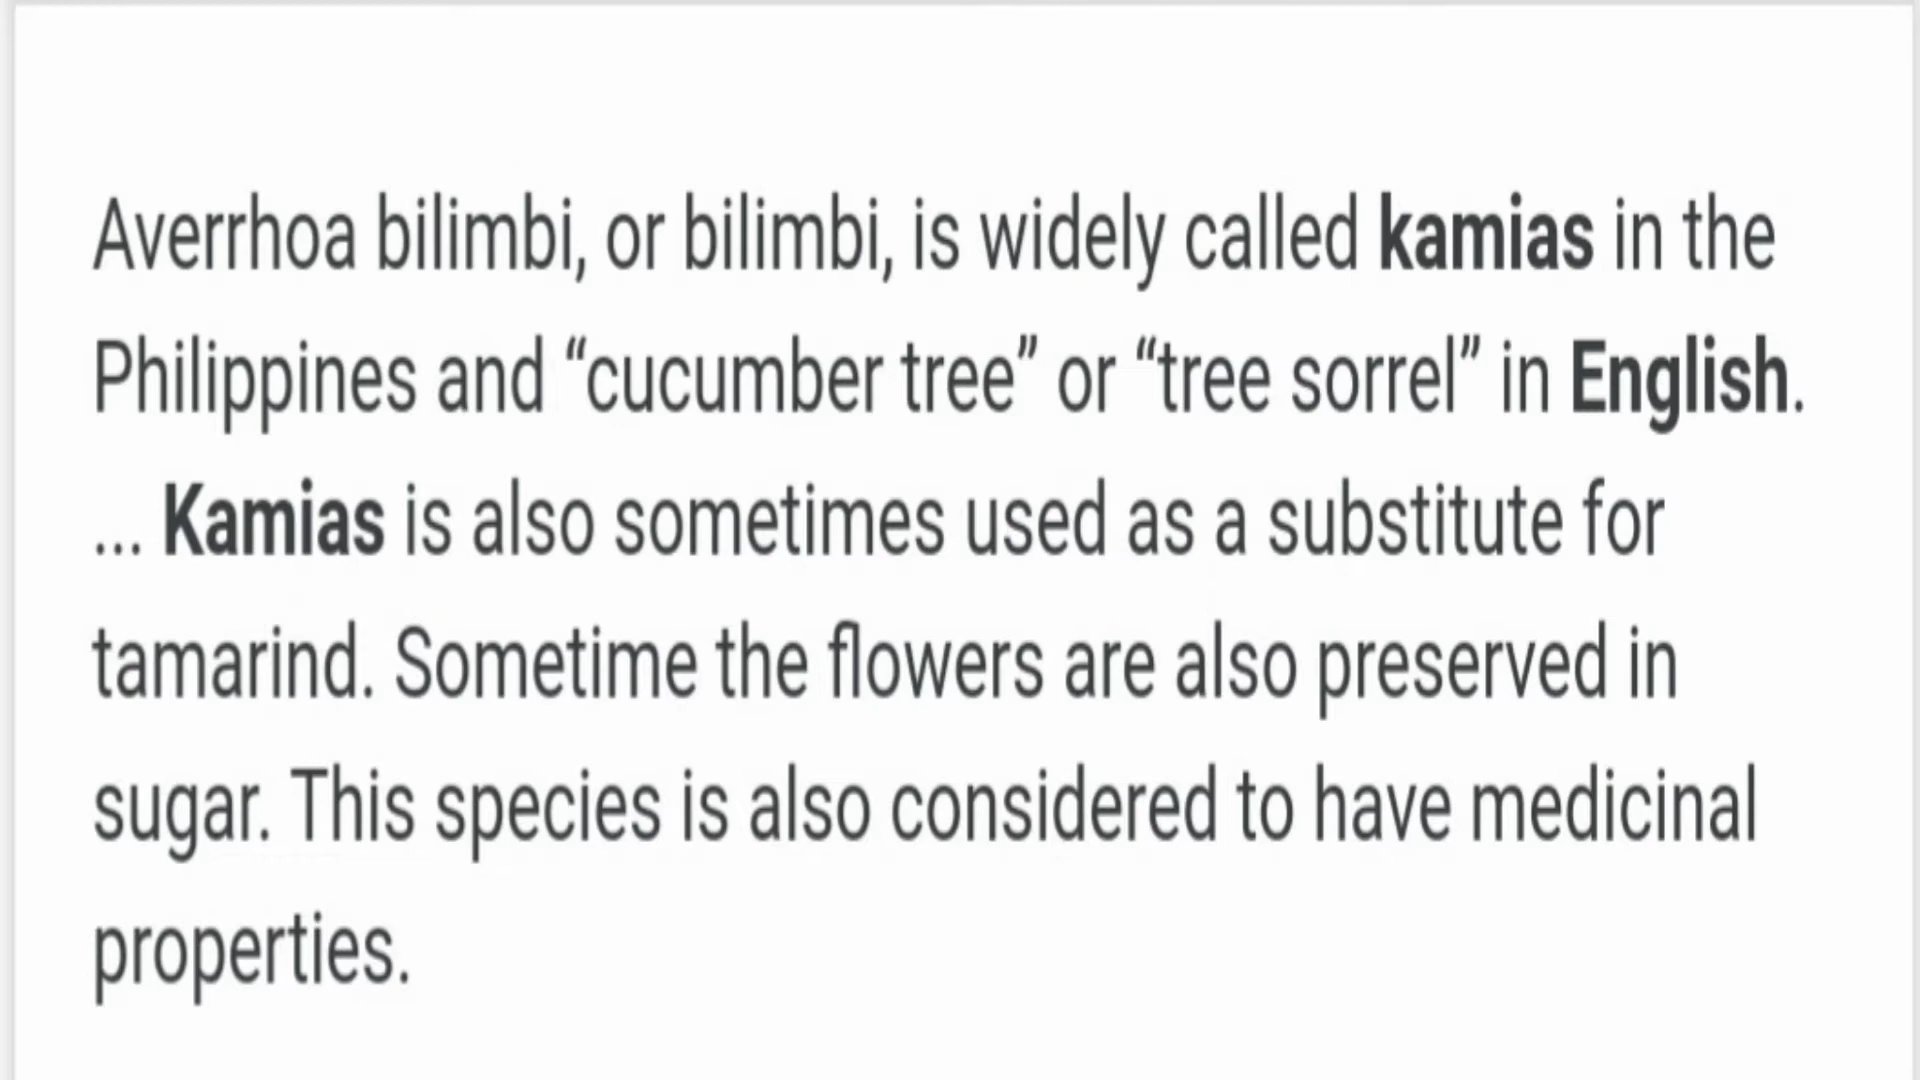 Averrhoa bilimbi, or bilimbi, is widely called kamias in the
Philippines and “cucumber tree” or “tree sorrel” in English.
... Kamias is also sometimes used as a substitute for
tamarind. Sometime the flowers are also preserved in
sugar. This species is also considered to have medicinal
properties.